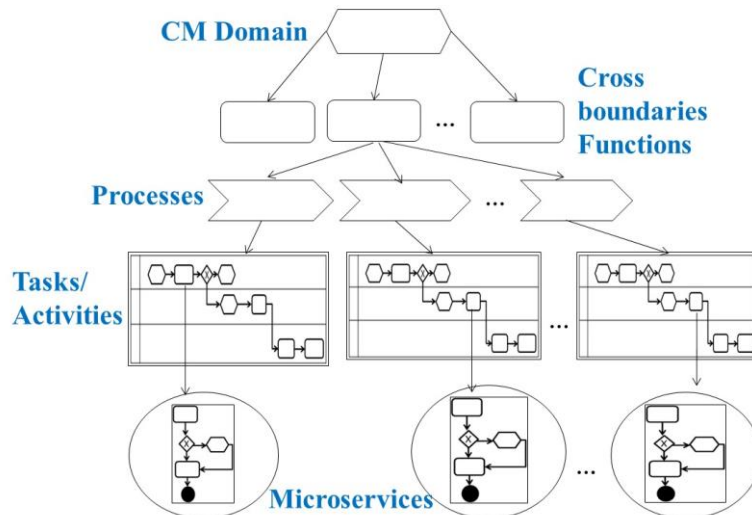 CM Domain
Cross
boundaries
Functions
...
Processes
...
Tasks/
Activities
X
X
X
...
X
X
X
...
Microservices